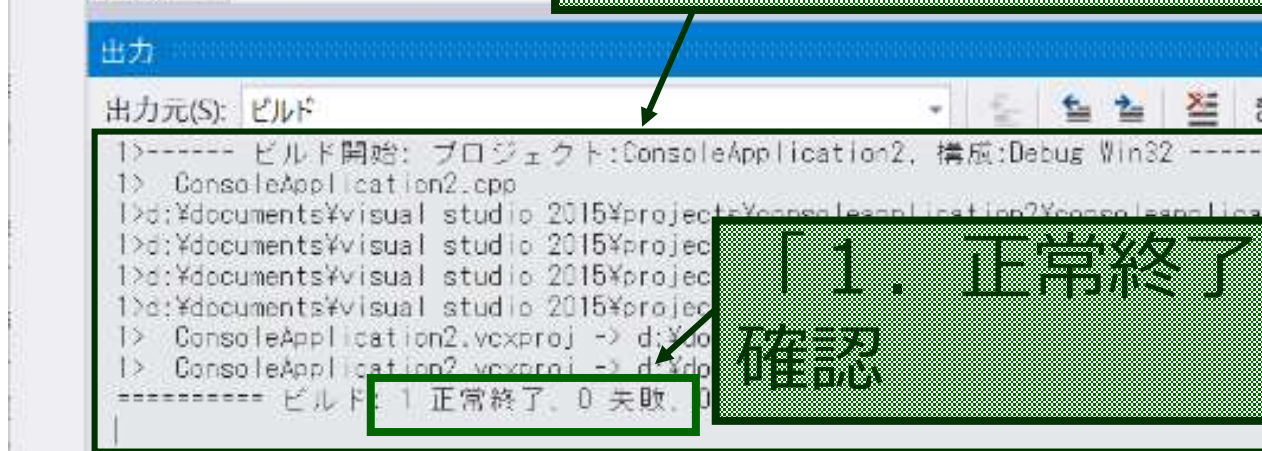 出力
出力元(S): ビルド
1>------ ビルド開始: プロジェクト:ConsoleApplication2, 構成:Debug Win32 -----
1>  ConsoleApplication2.cpp
1>d:¥documents¥visual studio 2015¥projects¥consoleapplication2¥consoleapplica
1>d:¥documents¥visual studio 2015¥projec
1>d:¥documents¥visual studio 2015¥projec
1>d:¥documents¥visual studio 2015¥projec
1>  ConsoleApplication2.vcxproj -> d:¥do
1>  ConsoleApplication2.vcxproj -> d:¥do
========== ビルド: 1 正常終了、0 失敗、0
「１．正常終了
確認